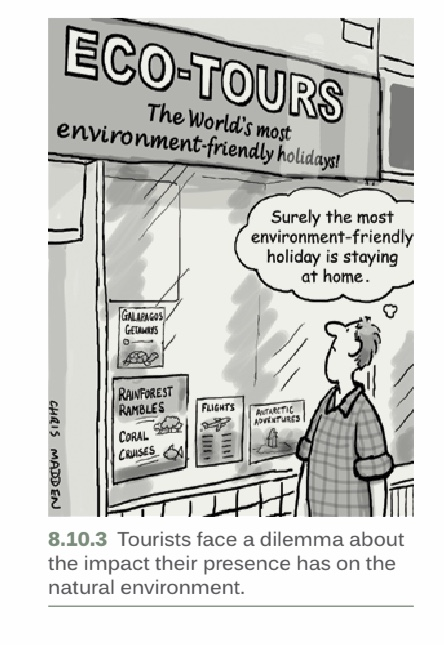 ECO-TOURS
The World's most
environment-friendly holidays!
Surely the most
environment-friendly
holiday is staying
at home.
GALAPAGOS
GETAWAYS
RAINFOREST
RAMBLES
CORAL
CRUISES
FLIGHTS
ANTARCTIC
ADVENTURES
CHRIS MADDEN
8.10.3 Tourists face a dilemma about
the impact their presence has on the
natural environment.